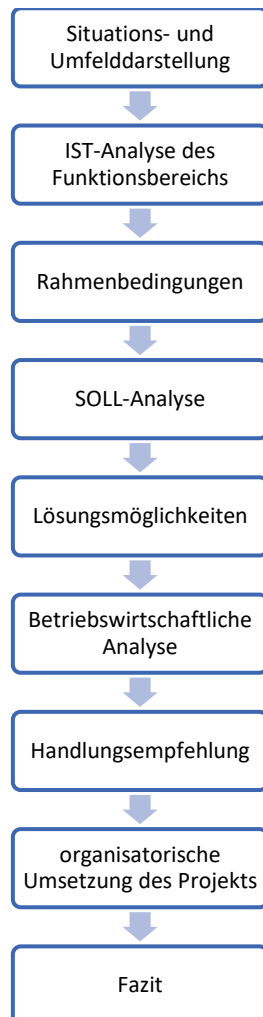 Situations- und
Umfelddarstellung
IST-Analyse des
Funktionsbereichs
Rahmenbedingungen
SOLL-Analyse
Lösungsmöglichkeiten
Betriebswirtschaftliche
Analyse
Handlungsempfehlung
organisatorische
Umsetzung des Projekts
Fazit